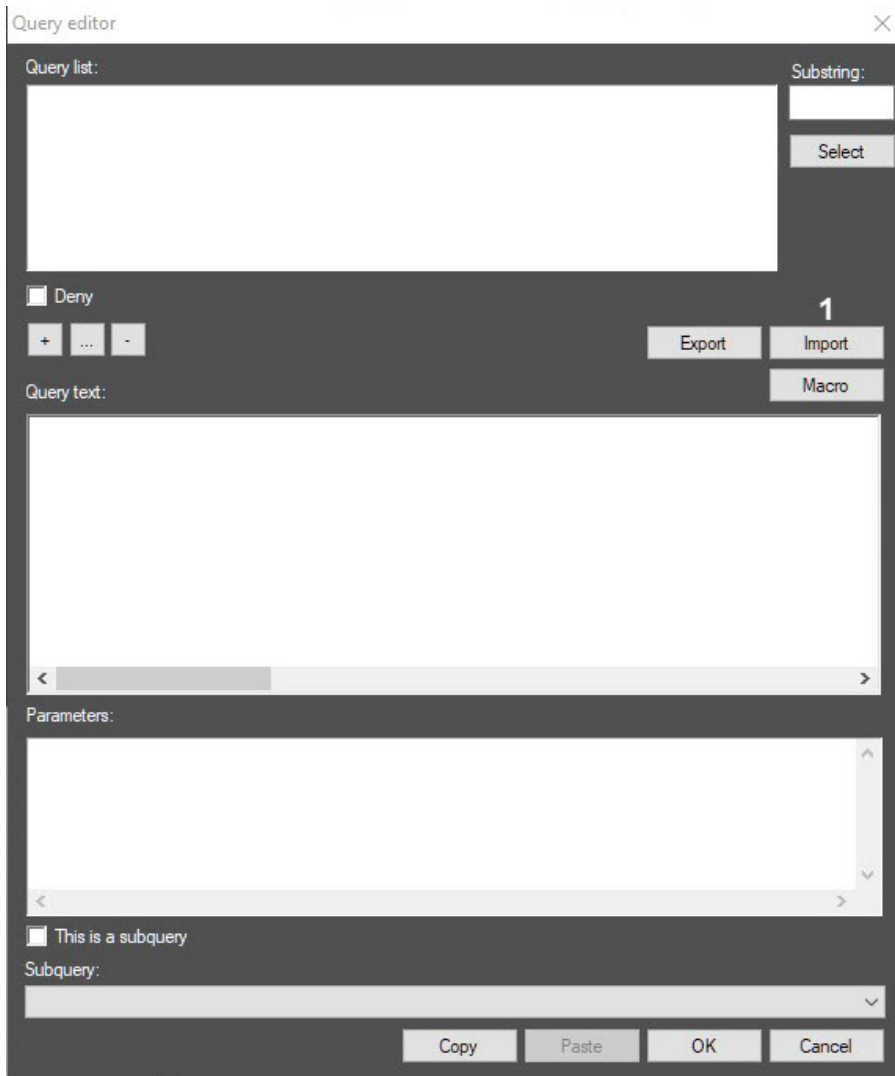 Query editor
Query list:
Substring:
Select
Deny
1
+ ... - Export Import
Macro
Query text:
Parameters:
This is a subquery
Subquery:
Copy Paste OK Cancel